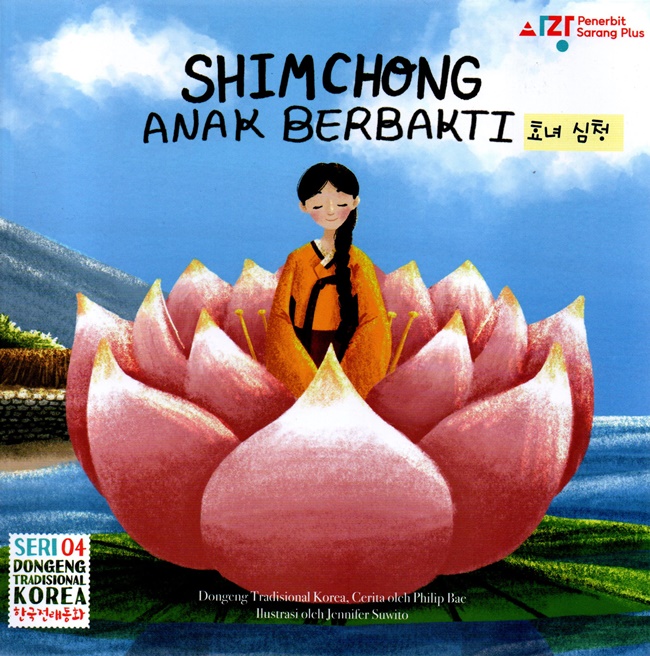 Penerbit
Sarang Plus
SHIMCHONG
ANAK BERBAKTI 효녀 심청
SERI 04
DONGENG
TRADISIONAL
KOREA
한국전래동화
Dongeng Tradisional Korea, Cerita oleh Philip Bae
Ilustrasi oleh Jennifer Suwito